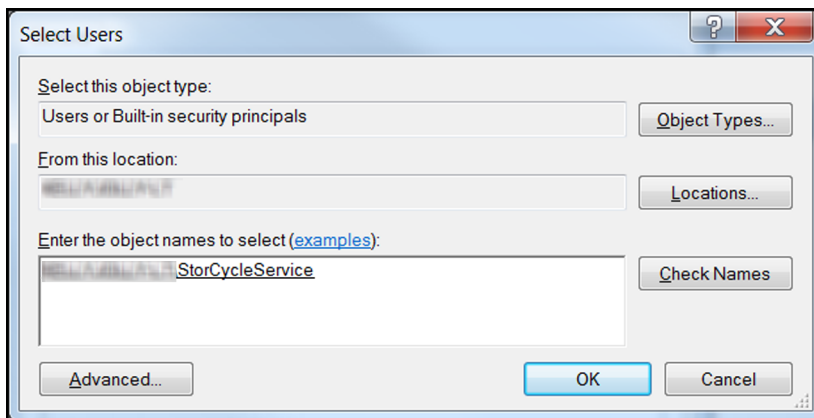 Select Users
Select this object type:
Users or Built-in security principals
Object Types...
From this location:
Locations...
Enter the object names to select (examples):
StorCycleService
Check Names
Advanced...
OK
Cancel